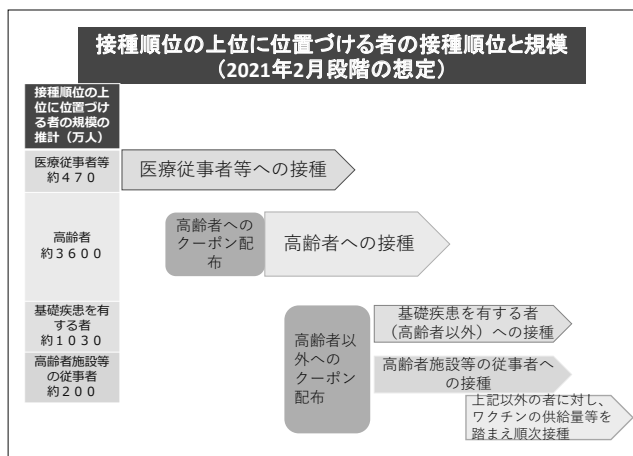 接種順位の上位に位置づける者の接種順位と規模
（2021年2月段階の想定）
接種順位の上
位に位置づけ
る者の規模の
推計（万人）
医療従事者等
約４７０
医療従事者等への接種
高齢者
約３６００
高齢者への
クーポン配
布
高齢者への接種
基礎疾患を有
する者
約１０３０
高齢者施設等
の従事者
約２００
高齢者以
外への
クーポン
配布
基礎疾患を有する者
（高齢者以外）への接種
高齢者施設等の従事者へ
の接種
上記以外の者に対し、
ワクチンの供給量等を
踏まえ順次接種